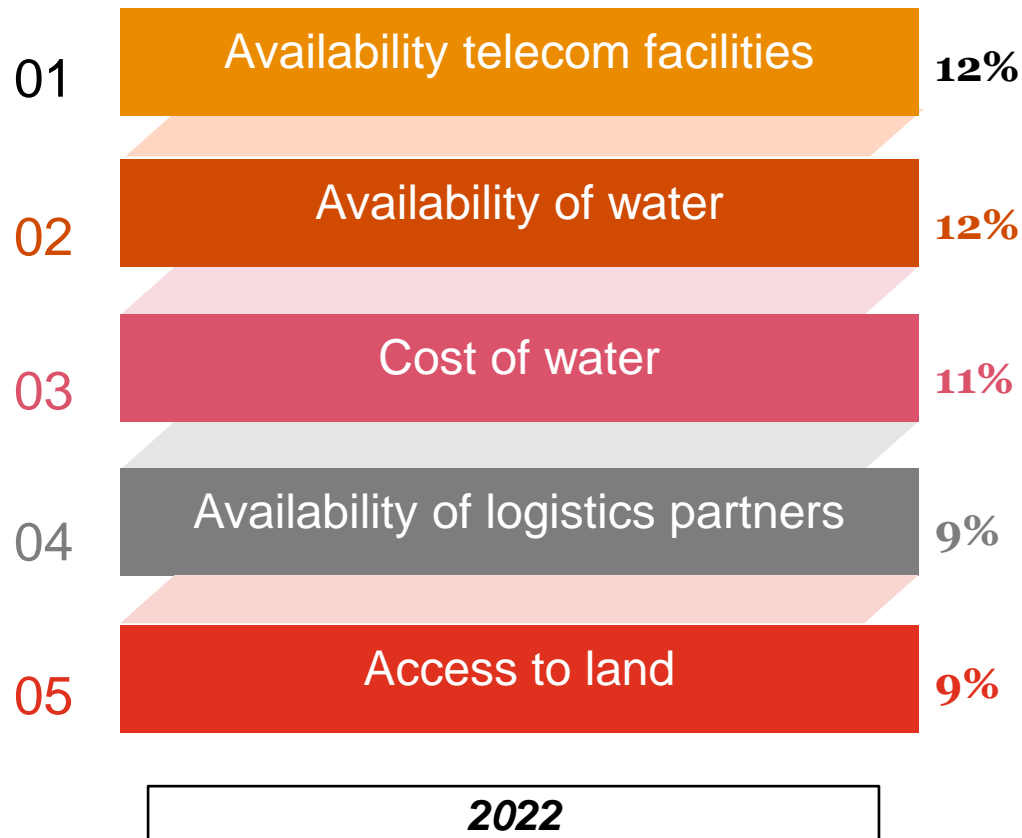 01
Availability telecom facilities
12%
02
Availability of water
12%
03
Cost of water
11%
04
Availability of logistics partners
9%
05
Access to land
9%
2022